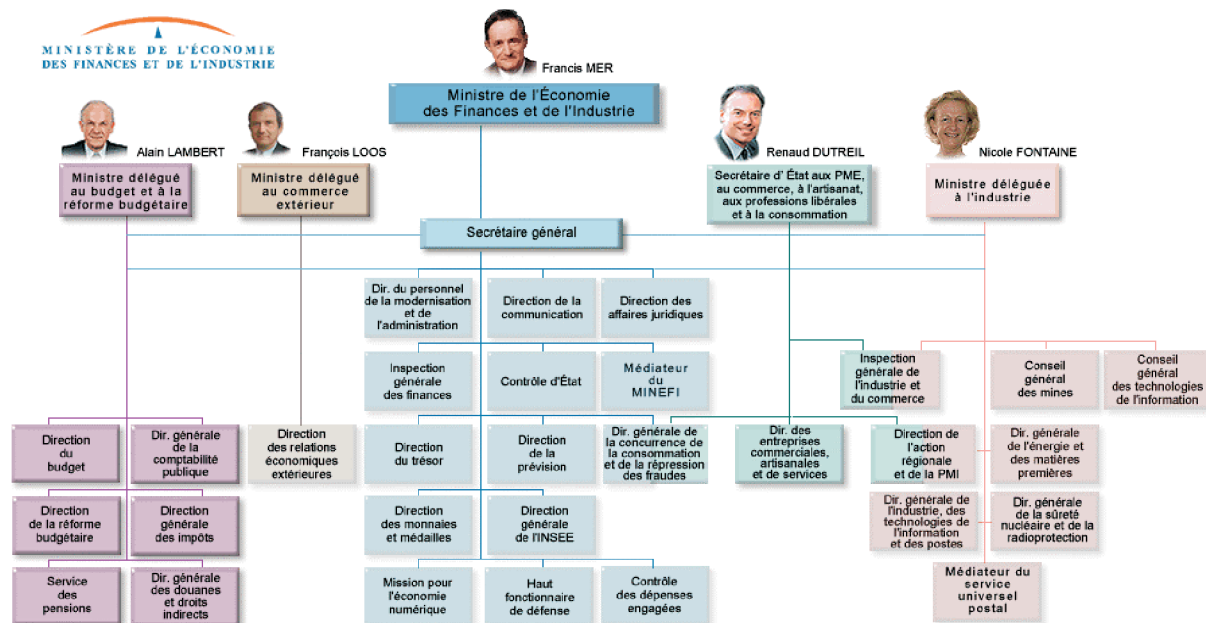 MINISTÈRE DE L'ÉCONOMIE
DES FINANCES ET DE L'INDUSTRIE
Francis MER
Ministre de l'Économie
des Finances et de l'Industrie
Alain LAMBERT
Ministre délégué
au budget et à la
réforme budgétaire
François LOOS
Ministre délégué
au commerce
extérieur
Renaud DUTREIL
Secrétaire d' État aux PME,
au commerce, à l'artisanat,
aux professions libérales
et à la consommation
Nicole FONTAINE
Ministre déléguée
à l'industrie
Secrétaire général
Dir. du personnel
de la modernisation
et de
l'administration
Direction de la
communication
Direction des
affaires juridiques
Inspection
générale
des finances
Contrôle d'État
Médiateur
du
MINEFI
Inspection
générale de
l'industrie et
du commerce
Conseil
général
des mines
Conseil
général
des technologies
de l'information
Direction
du
budget
Dir. générale
de la
comptabilité
publique
Direction
des relations
économiques
extérieures
Direction
du trésor
Direction
de la
prévision
Dir. générale de
la concurrence de
la consommation
et de la répression
des fraudes
Dir. des
entreprises
commerciales,
artisanales
et de services
Direction de
l'action
régionale
et de la PMI
Dir. générale
de l'énergie et
des matières
premières
Direction
de la réforme
budgétaire
Direction
générale
des impôts
Direction
des monnaies
et médailles
Direction
générale
de l'INSEE
Dir. générale de
l'industrie, des
technologies de
l'information
et des postes
Dir. générale
de la sûreté
nucléaire et de la
radioprotection
Service
des
pensions
Dir. générale
des douanes
et droits
indirects
Mission pour
l'économie
numérique
Haut
fonctionnaire
de défense
Contrôle
des dépenses
engagées
Médiateur du
service
universel
postal